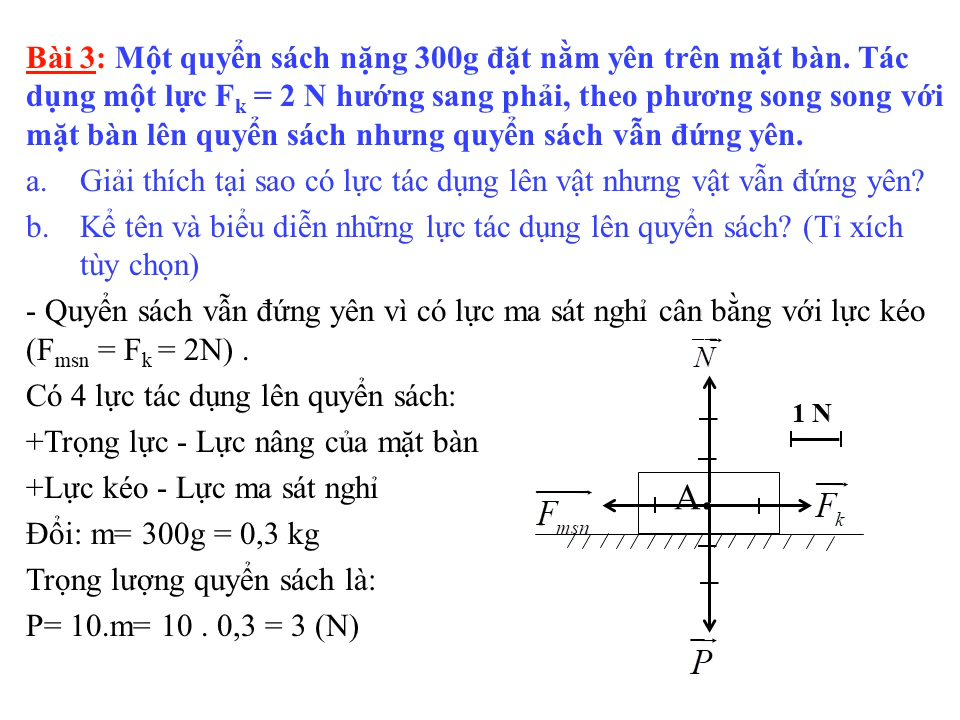 Bài 3: Một quyển sách nặng 300g đặt nằm yên trên mặt bàn. Tác
dụng một lực Fk = 2 N hướng sang phải, theo phương song song với
mặt bàn lên quyển sách nhưng quyển sách vẫn đứng yên.
a. Giải thích tại sao có lực tác dụng lên vật nhưng vật vẫn đứng yên?
b. Kể tên và biểu diễn những lực tác dụng lên quyển sách? (Tỉ xích
tùy chọn)
- Quyển sách vẫn đứng yên vì có lực ma sát nghỉ cân bằng với lực kéo
(Fmsn = Fk = 2N) .
Có 4 lực tác dụng lên quyển sách:
+Trọng lực - Lực nâng của mặt bàn
+Lực kéo - Lực ma sát nghỉ
Đổi: m= 300g = 0,3 kg
Trọng lượng quyển sách là:
P= 10.m= 10 . 0,3 = 3 (N)
N
1 N
A
Fmsn
Fk
P